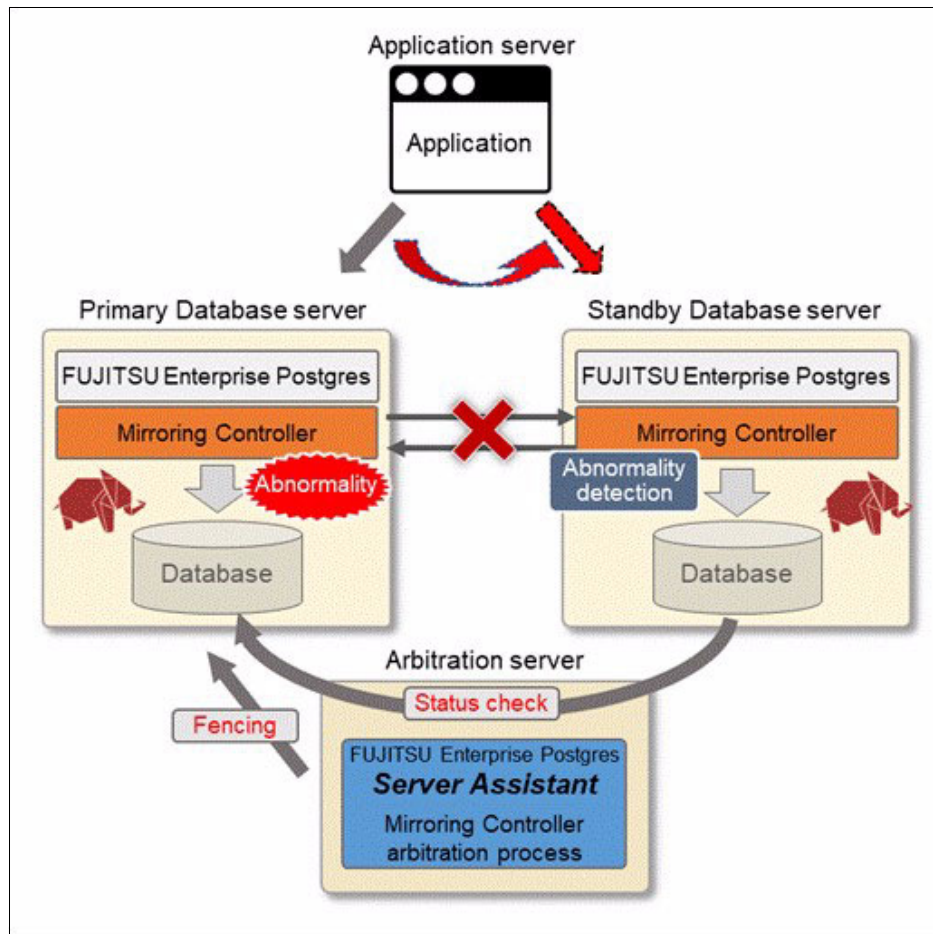 Application server
Application
Primary Database server
FUJITSU Enterprise Postgres
Mirroring Controller
Abnormality
Database
Standby Database server
FUJITSU Enterprise Postgres
Mirroring Controller
Abnormality
detection
Database
Arbitration server
Status check
Fencing
FUJITSU Enterprise Postgres
Server Assistant
Mirroring Controller
arbitration process